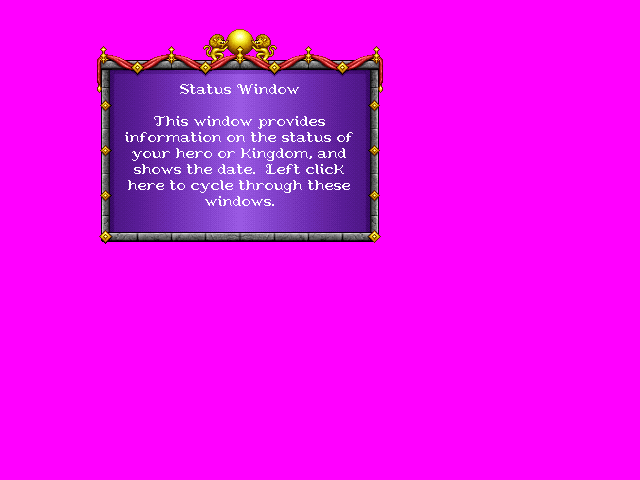 Status Window
This window provides
information on the status of
your hero or kingdom, and
shows the date.  Left click
here to cycle through these
windows.